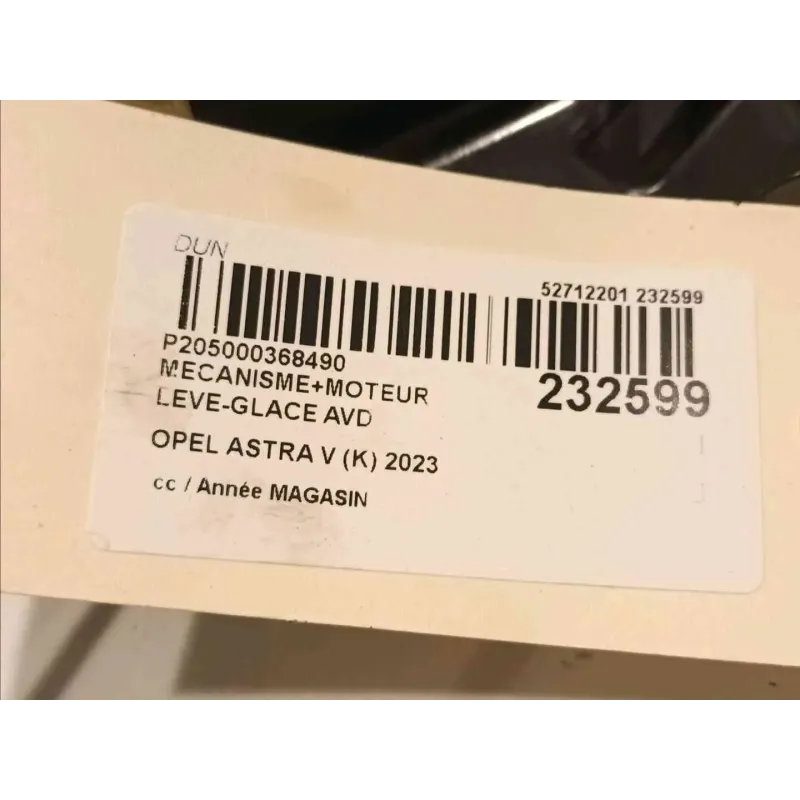 DUN
52712201 232599
P205000368490
232599
MECANISME+MOTEUR
LEVE-GLACE AVD
OPEL ASTRA V (K) 2023
cc / Année MAGASIN